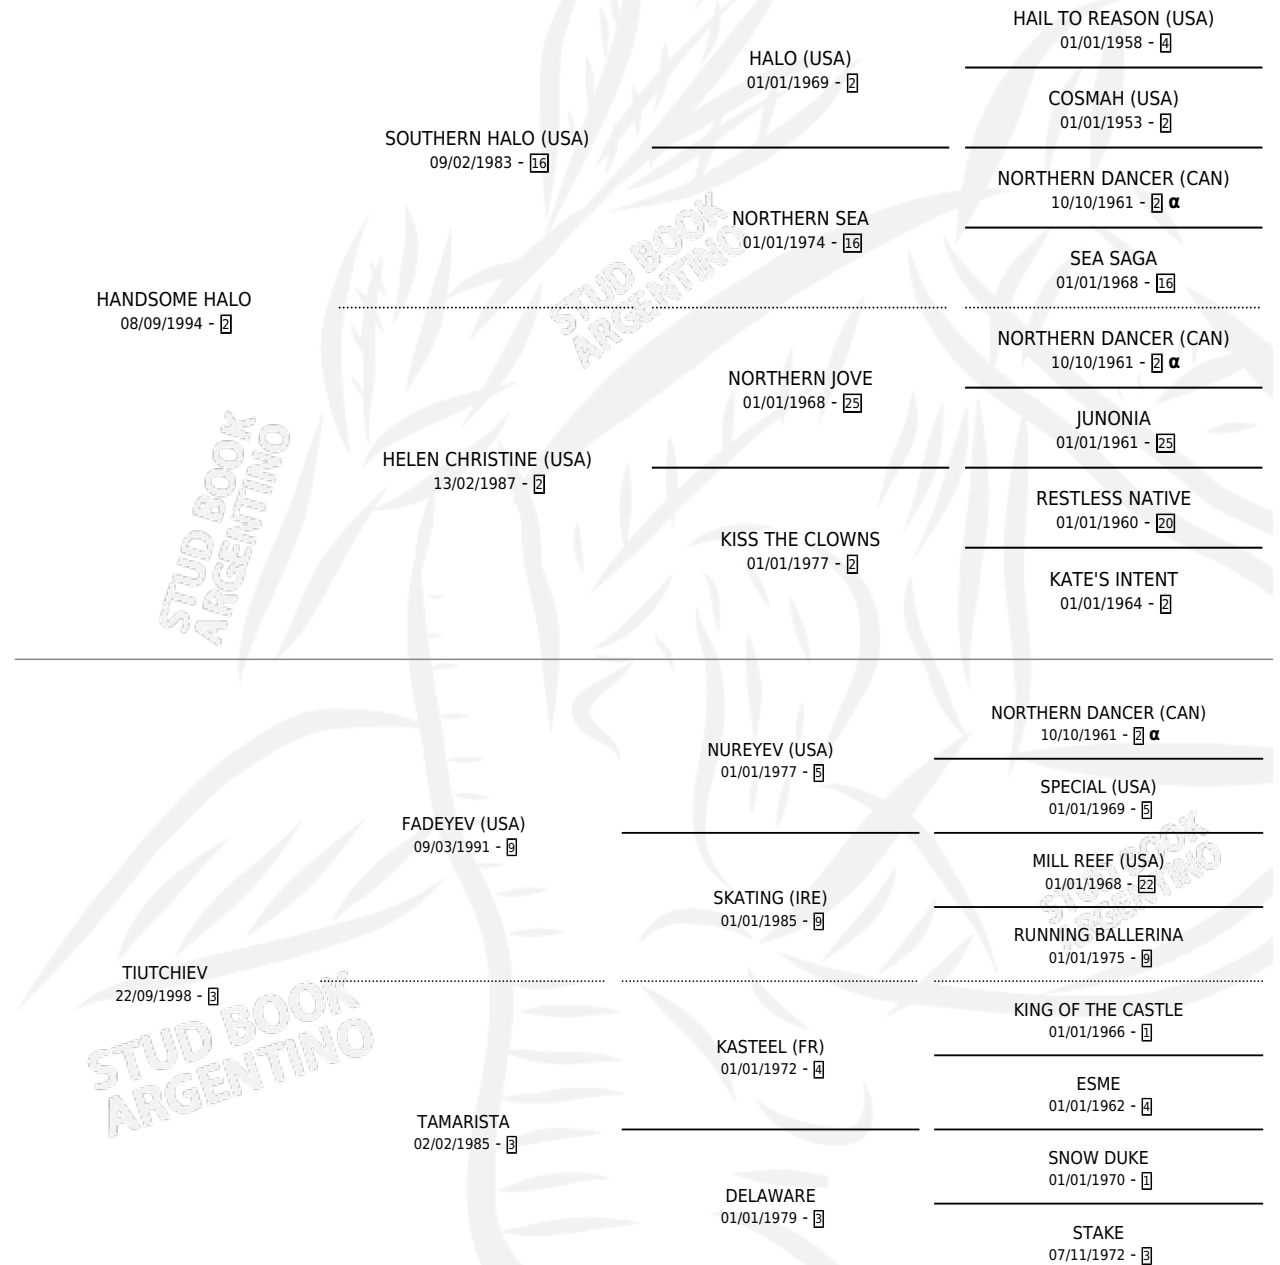 HAIL TO REASON (USA)
01/01/1958 - 4
HALO (USA)
01/01/1969 - 2
COSMAH (USA)
01/01/1953 - 2
SOUTHERN HALO (USA)
09/02/1983 - 16
NORTHERN DANCER (CAN)
10/10/1961 - 2 α
NORTHERN SEA
01/01/1974 - 16
SEA SAGA
01/01/1968 - 16
HANDSOME HALO
08/09/1994 - 2
NORTHERN DANCER (CAN)
10/10/1961 - 2 α
NORTHERN JOVE
01/01/1968 - 25
JUNONIA
01/01/1961 - 25
HELEN CHRISTINE (USA)
13/02/1987 - 2
RESTLESS NATIVE
01/01/1960 - 20
KISS THE CLOWNS
01/01/1977 - 2
KATE'S INTENT
01/01/1964 - 2
NORTHERN DANCER (CAN)
10/10/1961 - 2 α
NUREYEV (USA)
01/01/1977 - 5
SPECIAL (USA)
01/01/1969 - 5
FADEYEV (USA)
09/03/1991 - 9
MILL REEF (USA)
01/01/1968 - 22
SKATING (IRE)
01/01/1985 - 9
RUNNING BALLERINA
01/01/1975 - 9
TIUTCHIEV
22/09/1998 - 3
KING OF THE CASTLE
01/01/1966 - 1
KASTEEL (FR)
01/01/1972 - 4
ESME
01/01/1962 - 4
TAMARISTA
02/02/1985 - 3
SNOW DUKE
01/01/1970 - 1
DELAWARE
01/01/1979 - 3
STAKE
07/11/1972 - 3
STUD BOOK
ARGENTINO
STUD BOOK
ARGENTINO
STUD BOOK
ARGENTINO
STUD BOOK
ARGENTINO